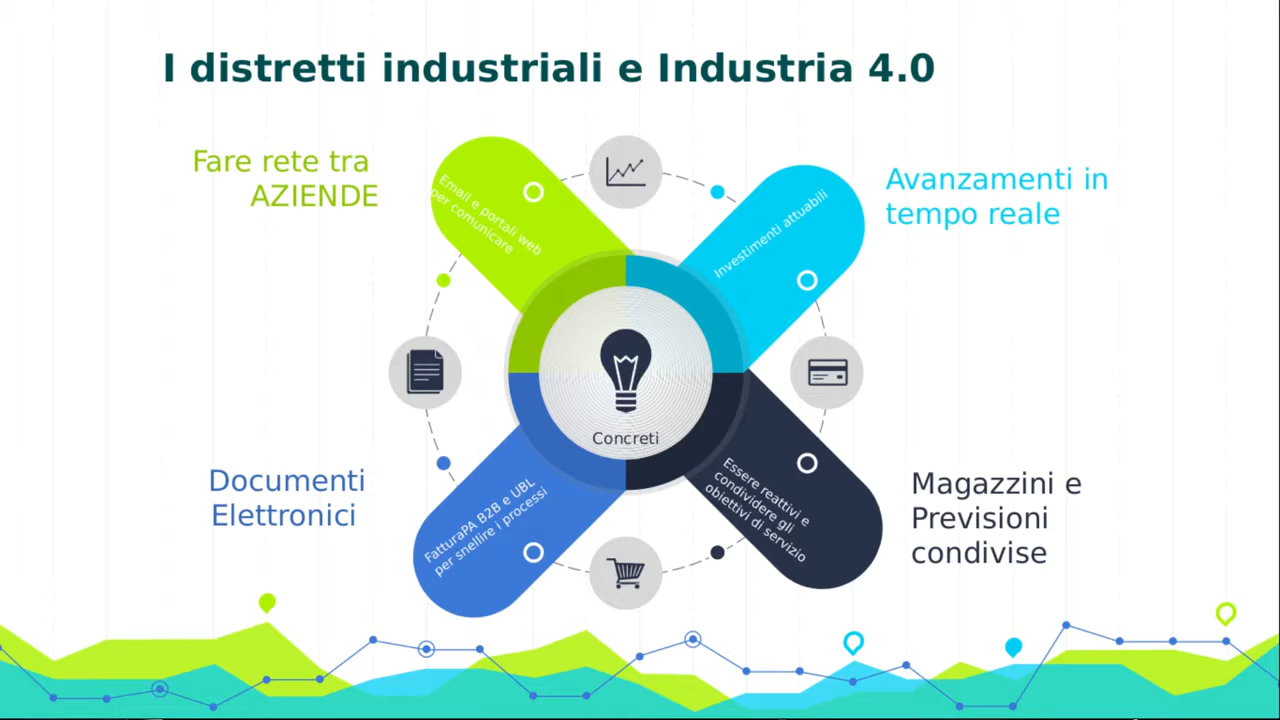 I distretti industriali e Industria 4.0
Fare rete tra
AZIENDE
Email e portali web
per comunicare
Investimenti attuabili
Avanzamenti in
tempo reale
Concreti
Documenti
Elettronici
FatturaPA B2B e UBL
per snellire i processi
Essere reattivi e
condividere gli
obiettivi di servizio
Magazzini e
Previsioni
condivise